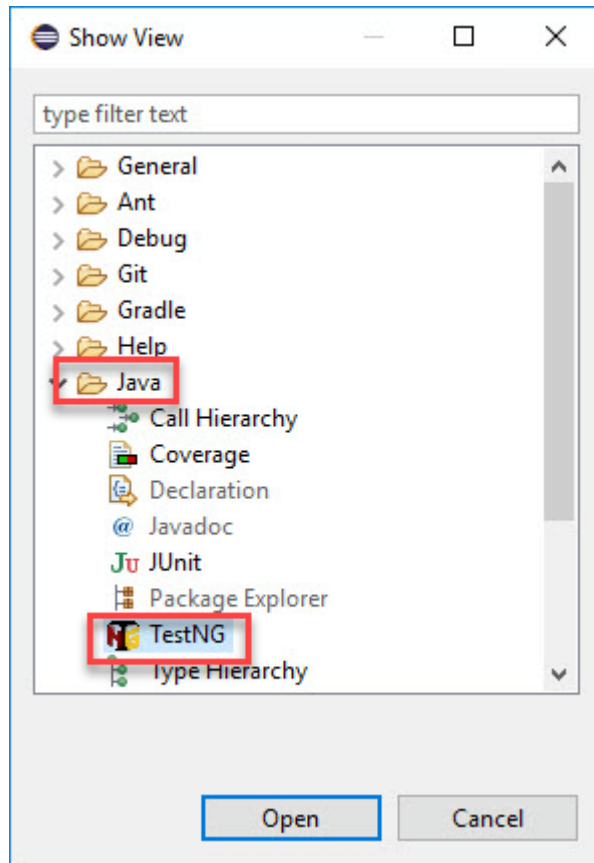 Show View
type filter text
General
Ant
Debug
Git
Gradle
Help
Java
Call Hierarchy
Coverage
Declaration
@ Javadoc
JU JUnit
Package Explorer
TestNG
Type Hierarchy
Open Cancel